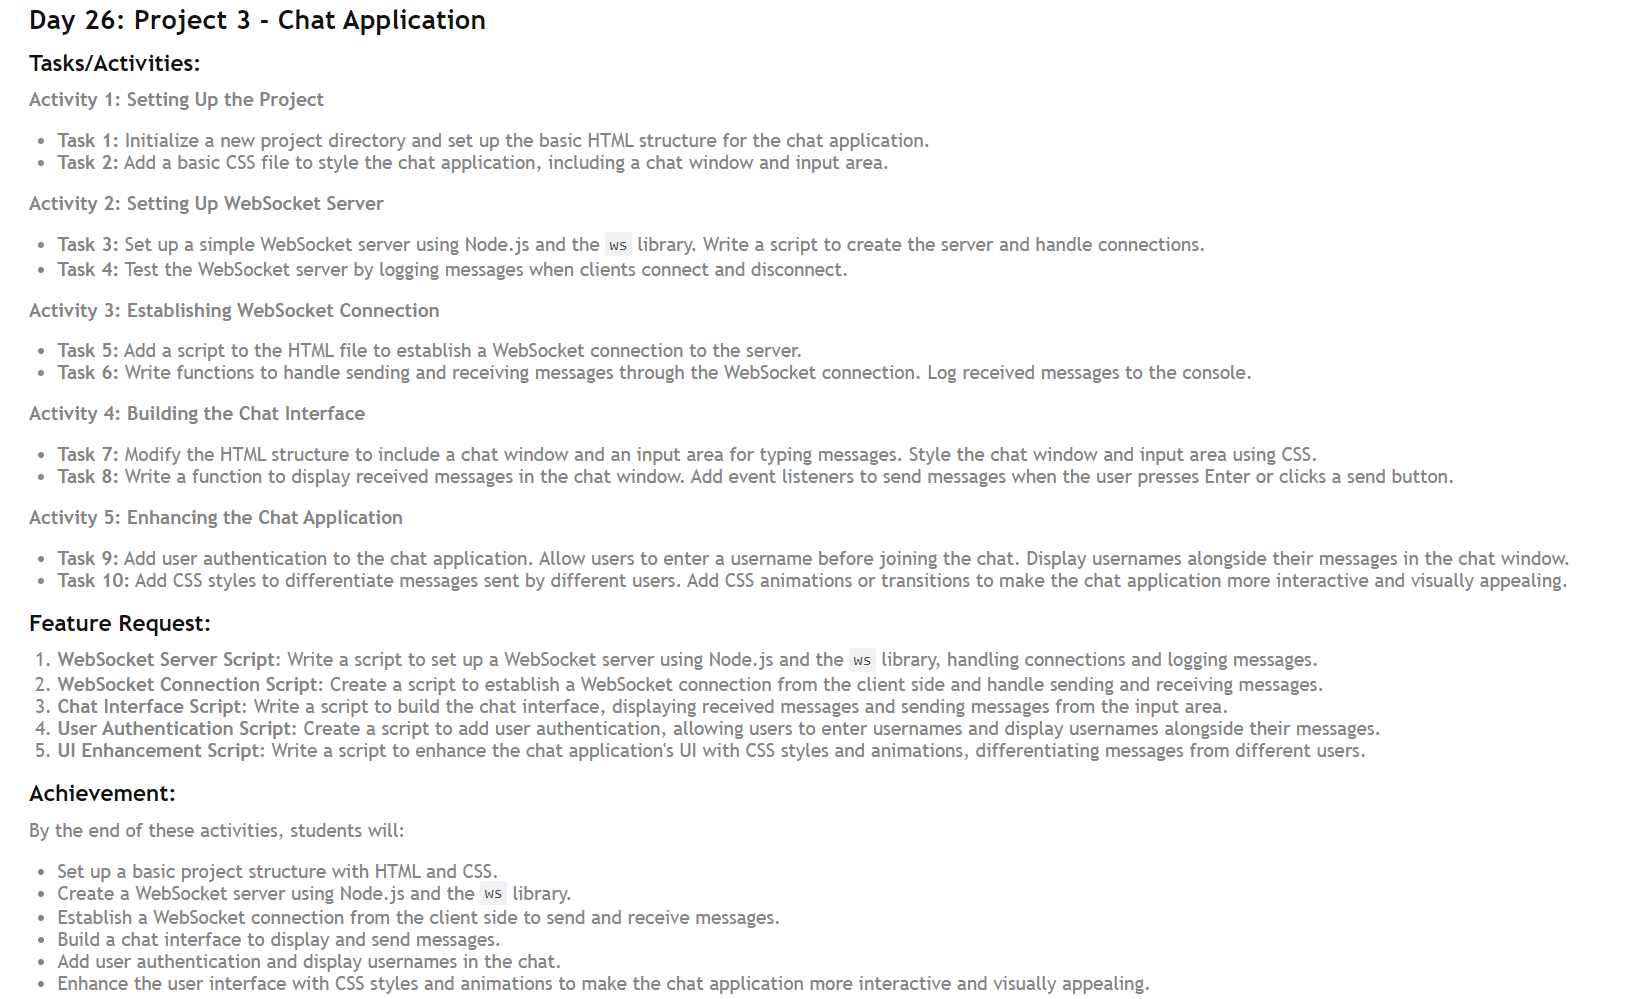 Day 26: Project 3 - Chat Application
Tasks/Activities:
Activity 1: Setting Up the Project
• Task 1: Initialize a new project directory and set up the basic HTML structure for the chat application.
• Task 2: Add a basic CSS file to style the chat application, including a chat window and input area.
Activity 2: Setting Up WebSocket Server
• Task 3: Set up a simple WebSocket server using Node.js and the ws library. Write a script to create the server and handle connections.
• Task 4: Test the WebSocket server by logging messages when clients connect and disconnect.
Activity 3: Establishing WebSocket Connection
• Task 5: Add a script to the HTML file to establish a WebSocket connection to the server.
• Task 6: Write functions to handle sending and receiving messages through the WebSocket connection. Log received messages to the console.
Activity 4: Building the Chat Interface
• Task 7: Modify the HTML structure to include a chat window and an input area for typing messages. Style the chat window and input area using CSS.
• Task 8: Write a function to display received messages in the chat window. Add event listeners to send messages when the user presses Enter or clicks a send button.
Activity 5: Enhancing the Chat Application
• Task 9: Add user authentication to the chat application. Allow users to enter a username before joining the chat. Display usernames alongside their messages in the chat window.
• Task 10: Add CSS styles to differentiate messages sent by different users. Add CSS animations or transitions to make the chat application more interactive and visually appealing.
Feature Request:
1. WebSocket Server Script: Write a script to set up a WebSocket server using Node.js and the ws library, handling connections and logging messages.
2. WebSocket Connection Script: Create a script to establish a WebSocket connection from the client side and handle sending and receiving messages.
3. Chat Interface Script: Write a script to build the chat interface, displaying received messages and sending messages from the input area.
4. User Authentication Script: Create a script to add user authentication, allowing users to enter usernames and display usernames alongside their messages.
5. UI Enhancement Script: Write a script to enhance the chat application's UI with CSS styles and animations, differentiating messages from different users.
Achievement:
By the end of these activities, students will:
• Set up a basic project structure with HTML and CSS.
• Create a WebSocket server using Node.js and the ws library.
• Establish a WebSocket connection from the client side to send and receive messages.
• Build a chat interface to display and send messages.
• Add user authentication and display usernames in the chat.
• Enhance the user interface with CSS styles and animations to make the chat application more interactive and visually appealing.